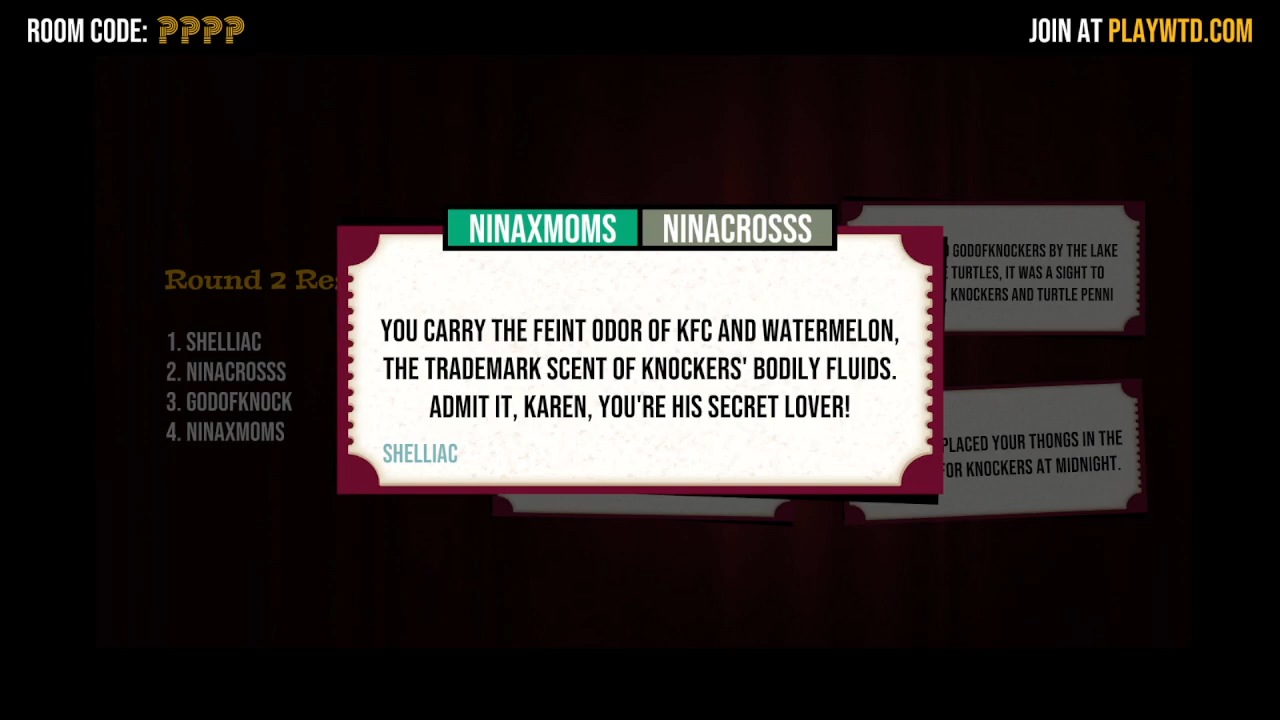 ROOM CODE: PPPP
JOIN AT PLAYWTD.COM
NINAXMOMS
NINACROSSS
YOU CARRY THE FEINT ODOR OF KFC AND WATERMELON,
THE TRADEMARK SCENT OF KNOCKERS' BODILY FLUIDS.
ADMIT IT, KAREN, YOU'RE HIS SECRET LOVER!
SHELLIAC
Round 2 Re
1. SHELLIAC
2. NINACROSSS
3. GODOFKNOCK
4. NINAXMOMS
GODOFKNOCKERS BY THE LAKE
TURTLES, IT WAS A SIGHT TO
, KNOCKERS AND TURTLE PENNI
PLACED YOUR THONGS IN THE
FOR KNOCKERS AT MIDNIGHT.